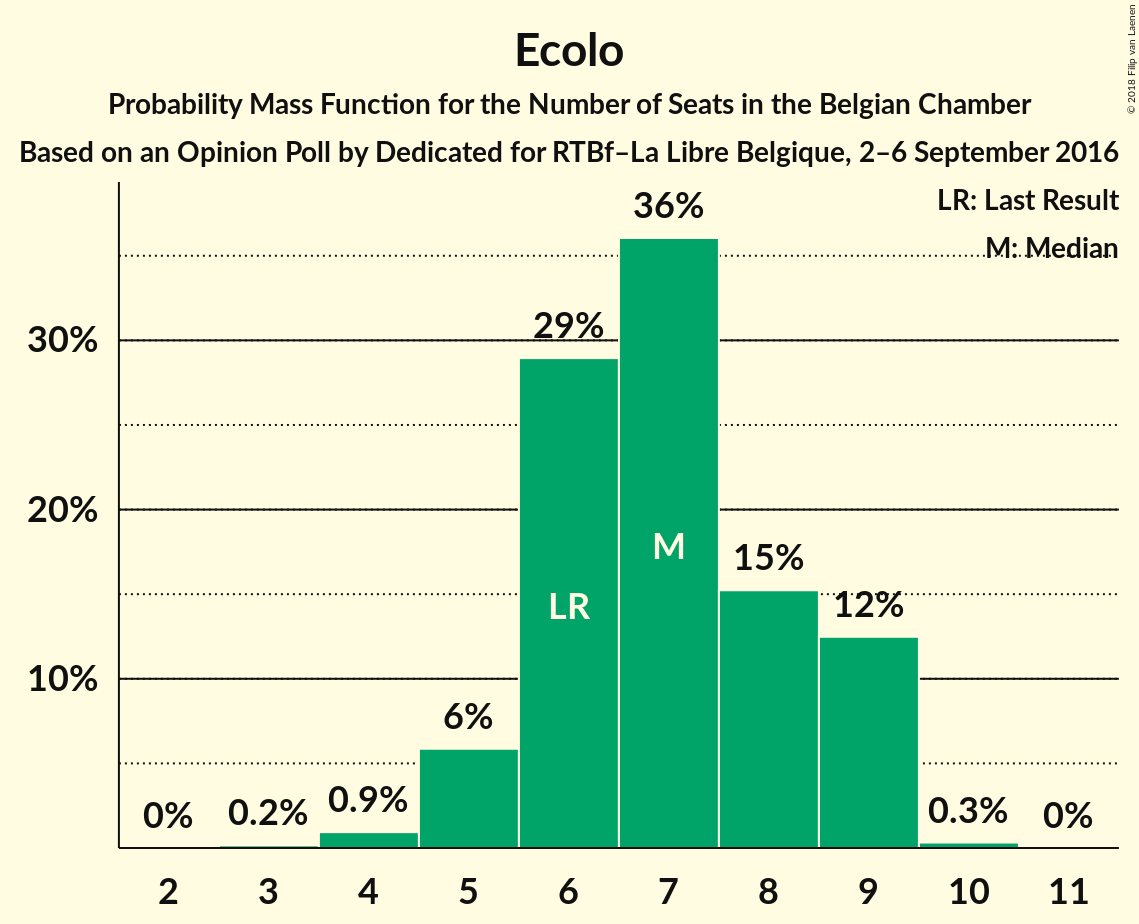 Ecolo
Probability Mass Function for the Number of Seats in the Belgian Chamber
Based on an Opinion Poll by Dedicated for RTBf–La Libre Belgique, 2–6 September 2016
© 2018 Filip van Laenen
LR: Last Result
M: Median
36%
30%
29%
20%
M
15%
LR
12%
10%
6%
0%
0.2%
0.9%
0.3%
0%
2 3 4 5 6 7 8 9 10 11